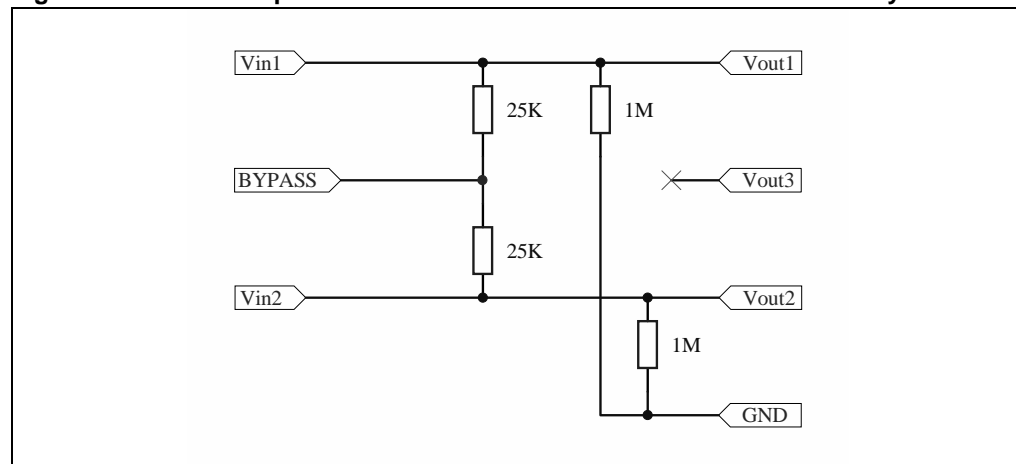 Vin1 Vout1
25K 1M
BYPASS Vout3
25K
Vin2 Vout2
1M
GND